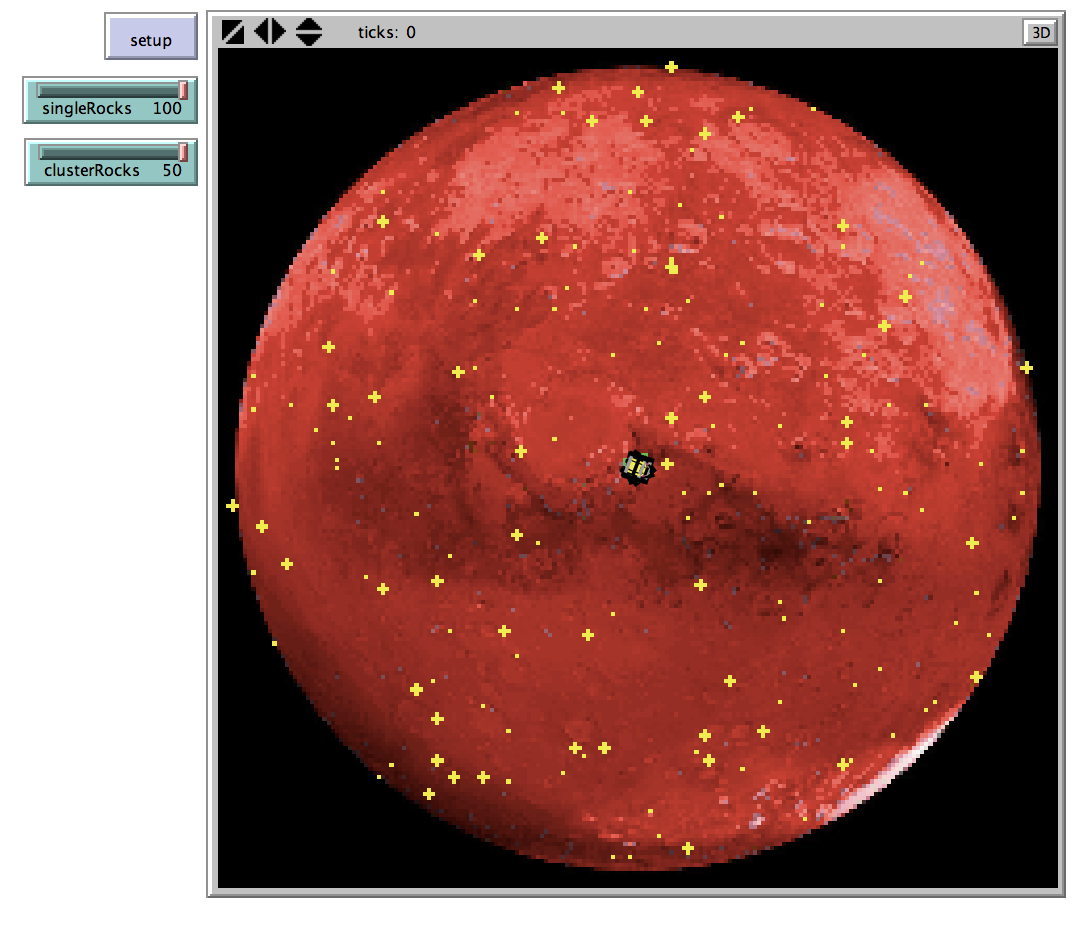 setup
ticks: 0
3D
singleRocks 100
clusterRocks 50